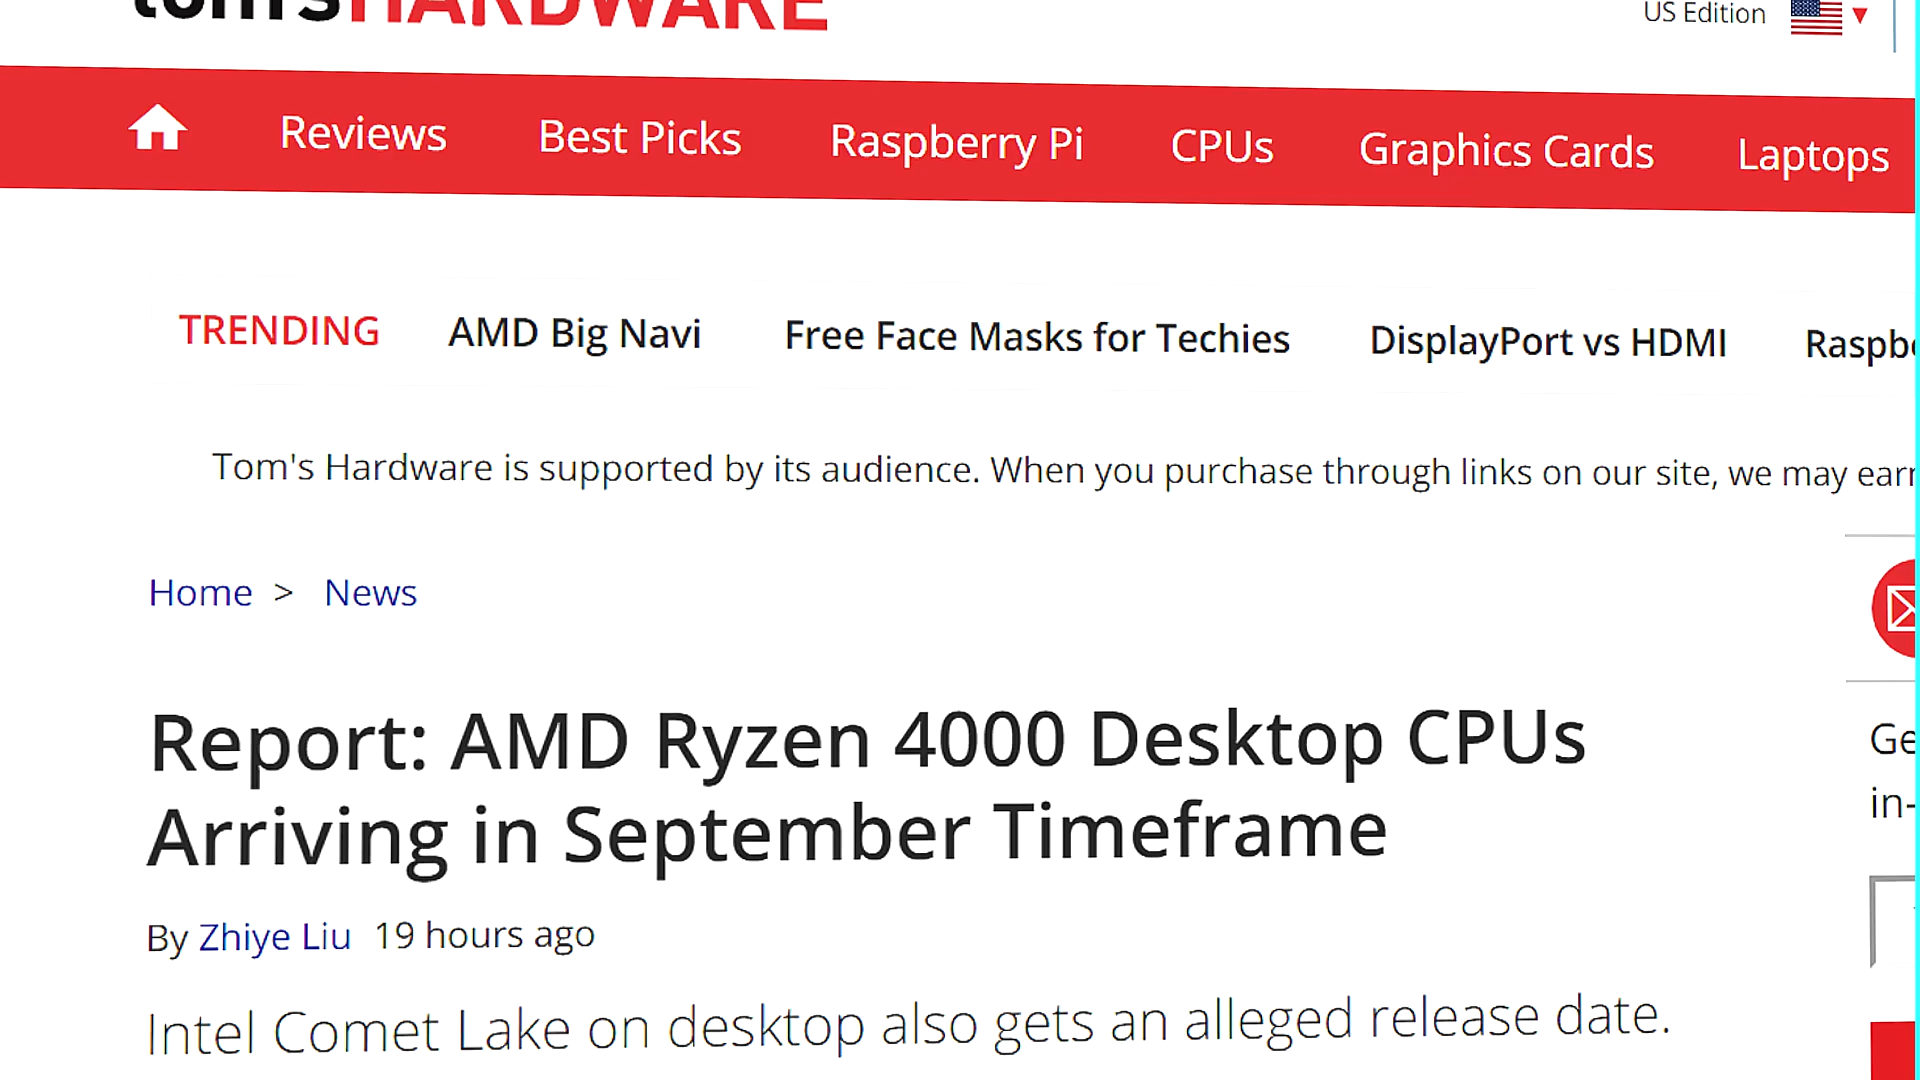 tom'sHARDWARE
US Edition
Reviews Best Picks Raspberry Pi CPUs Graphics Cards Laptops
TRENDING AMD Big Navi Free Face Masks for Techies DisplayPort vs HDMI
Tom's Hardware is supported by its audience. When you purchase through links on our site, we may
Home > News
Report: AMD Ryzen 4000 Desktop CPUs
Arriving in September Timeframe
By Zhiye Liu 19 hours ago
Intel Comet Lake on desktop also gets an alleged release date.